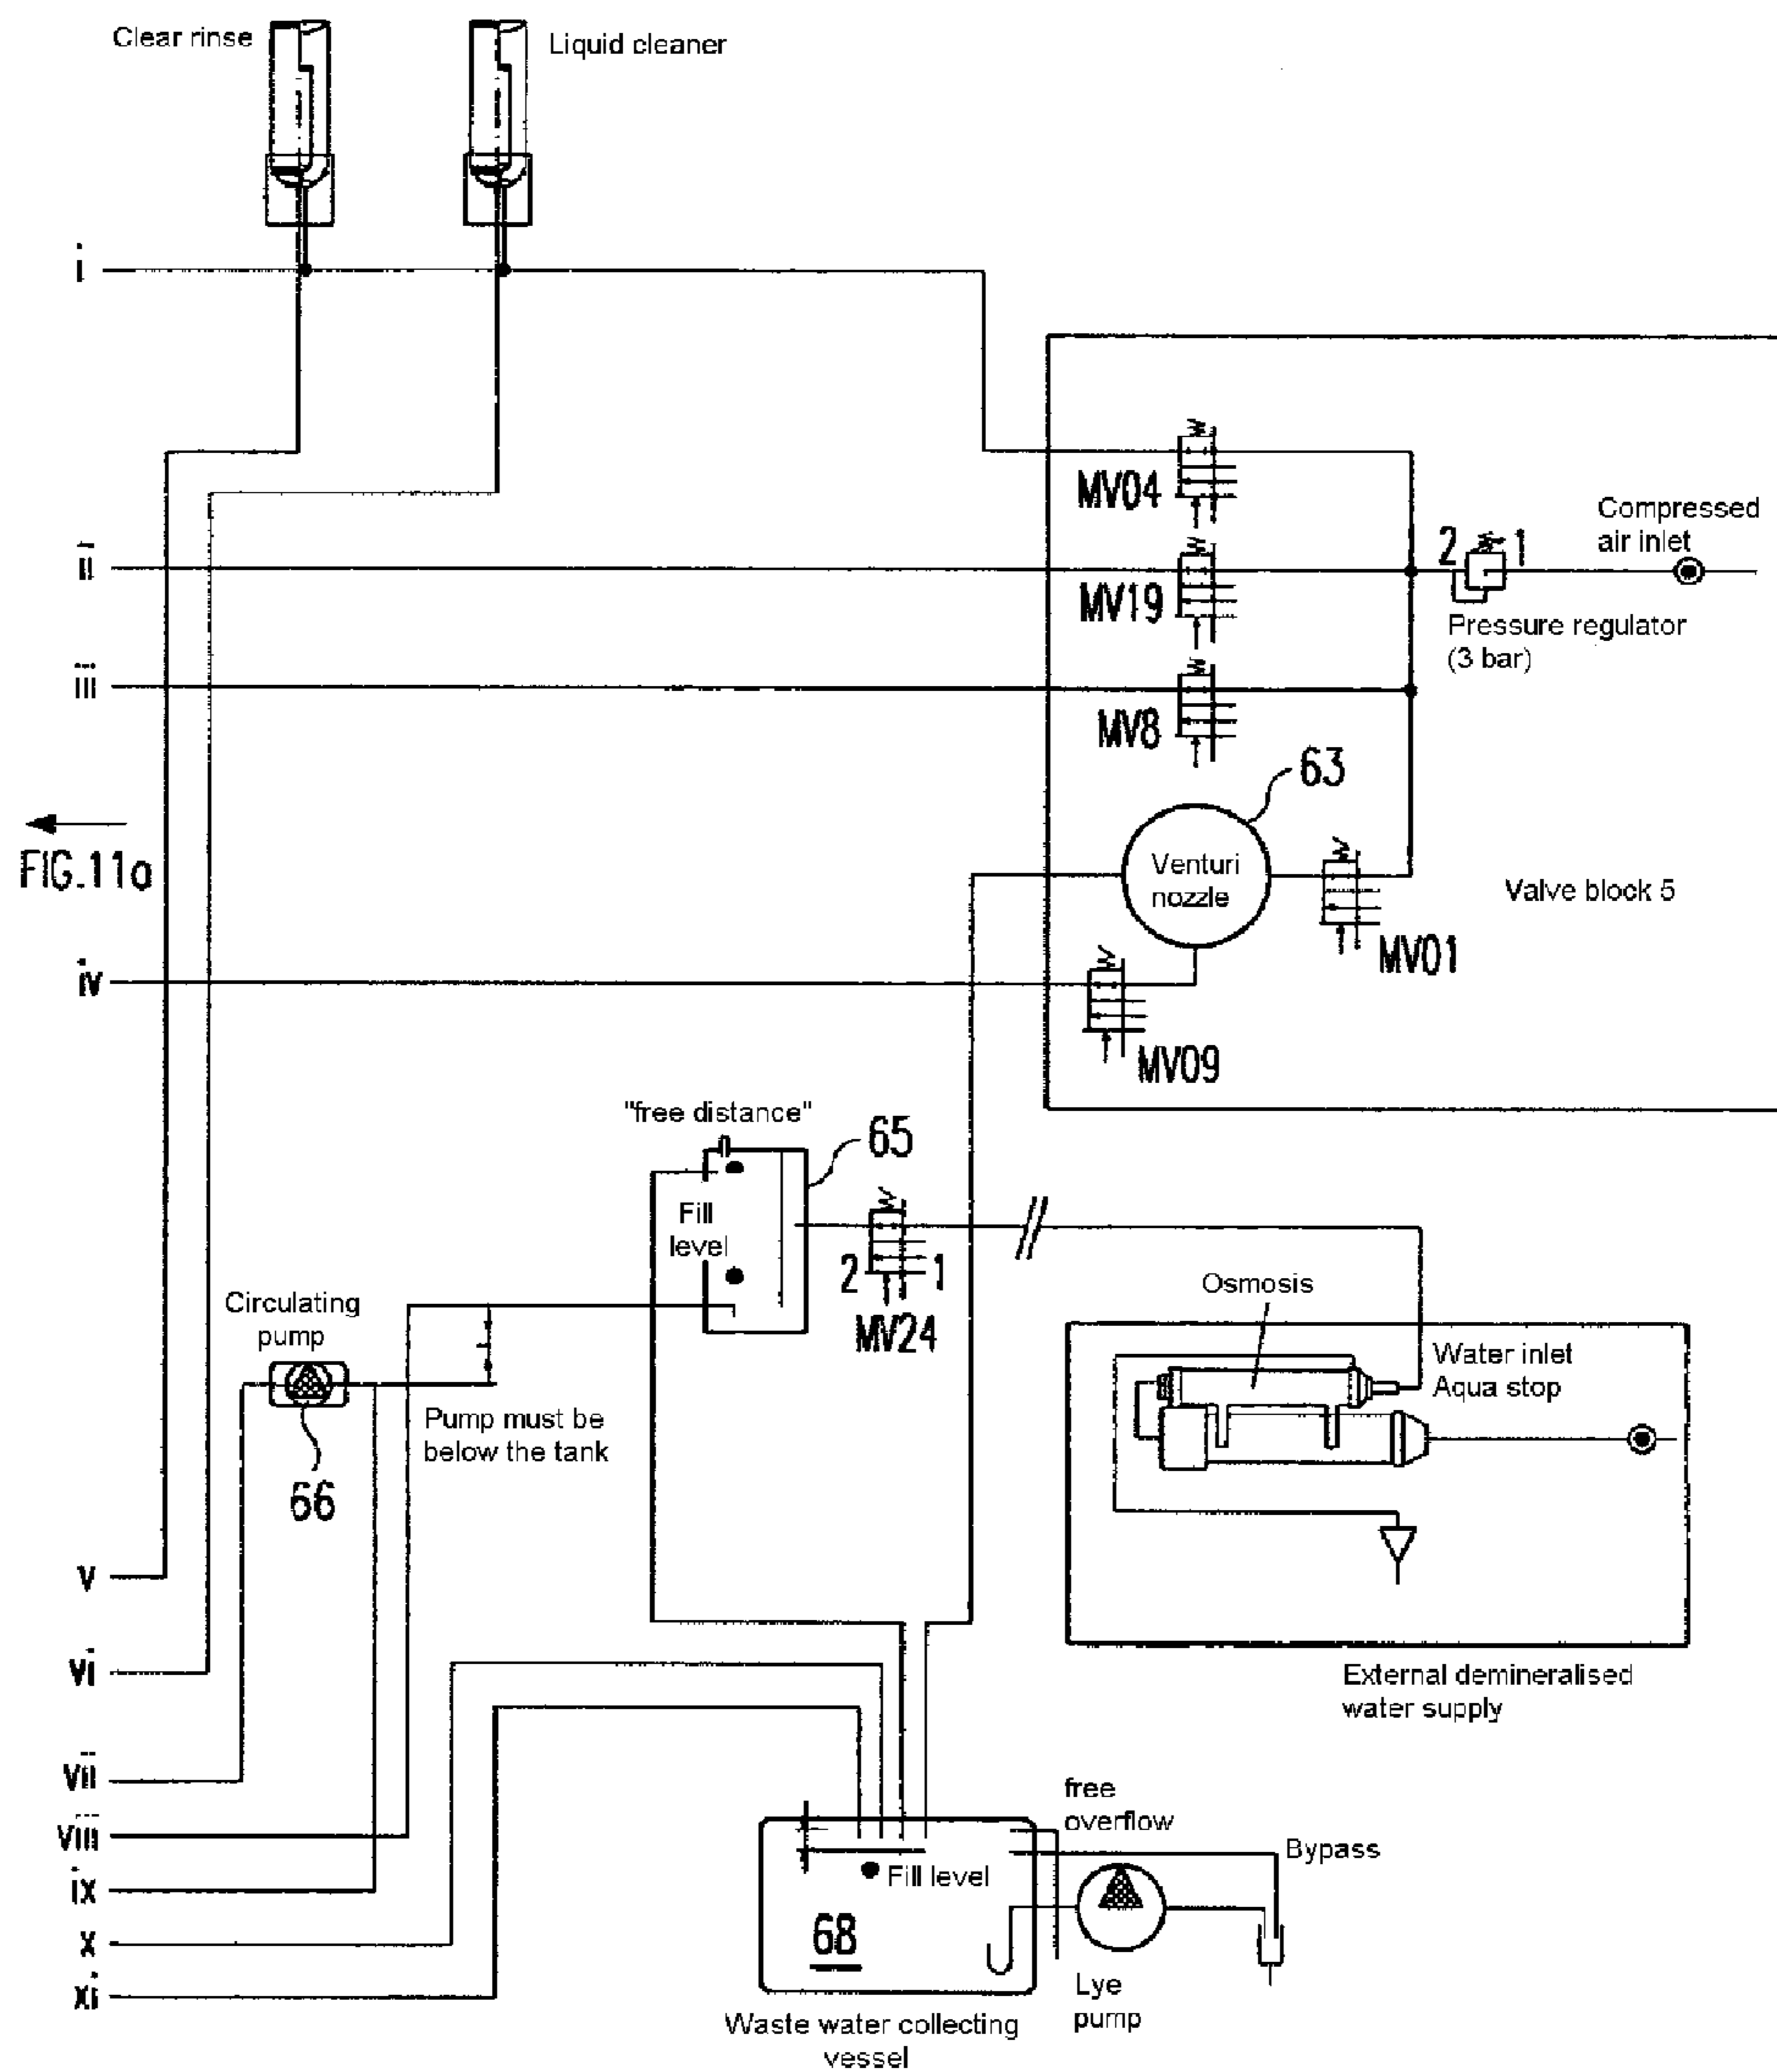 Clear rinse
Liquid cleaner
i
MV04
Compressed
air inlet
2
1
ii
MV19
Pressure regulator
(3 bar)
iii
MV8
63
FIG.11a
Venturi
nozzle
Valve block 5
MV01
iv
MV09
"free distance"
65
Fill
level
2
1
MV24
Circulating
pump
Osmosis
Water inlet
Aqua stop
Pump must be
below the tank
66
v
vi
External demineralised
water supply
vii
viii
ix
x
xi
free
overflow
Bypass
Fill level
68
Lye
pump
Waste water collecting
vessel